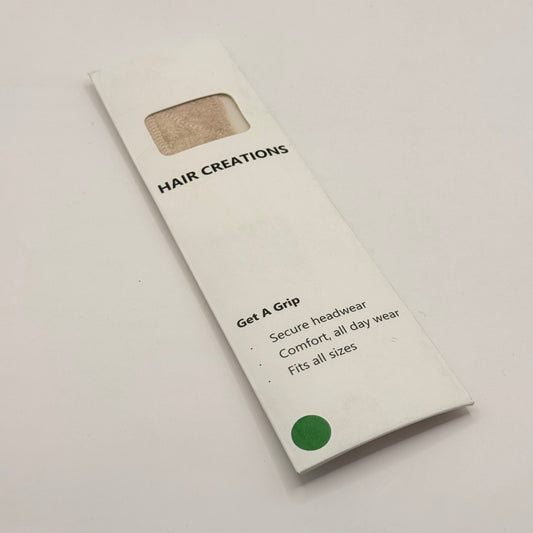 HAIR CREATIONS
Get A Grip
· Secure headwear
· Comfort, all day wear
· Fits all sizes